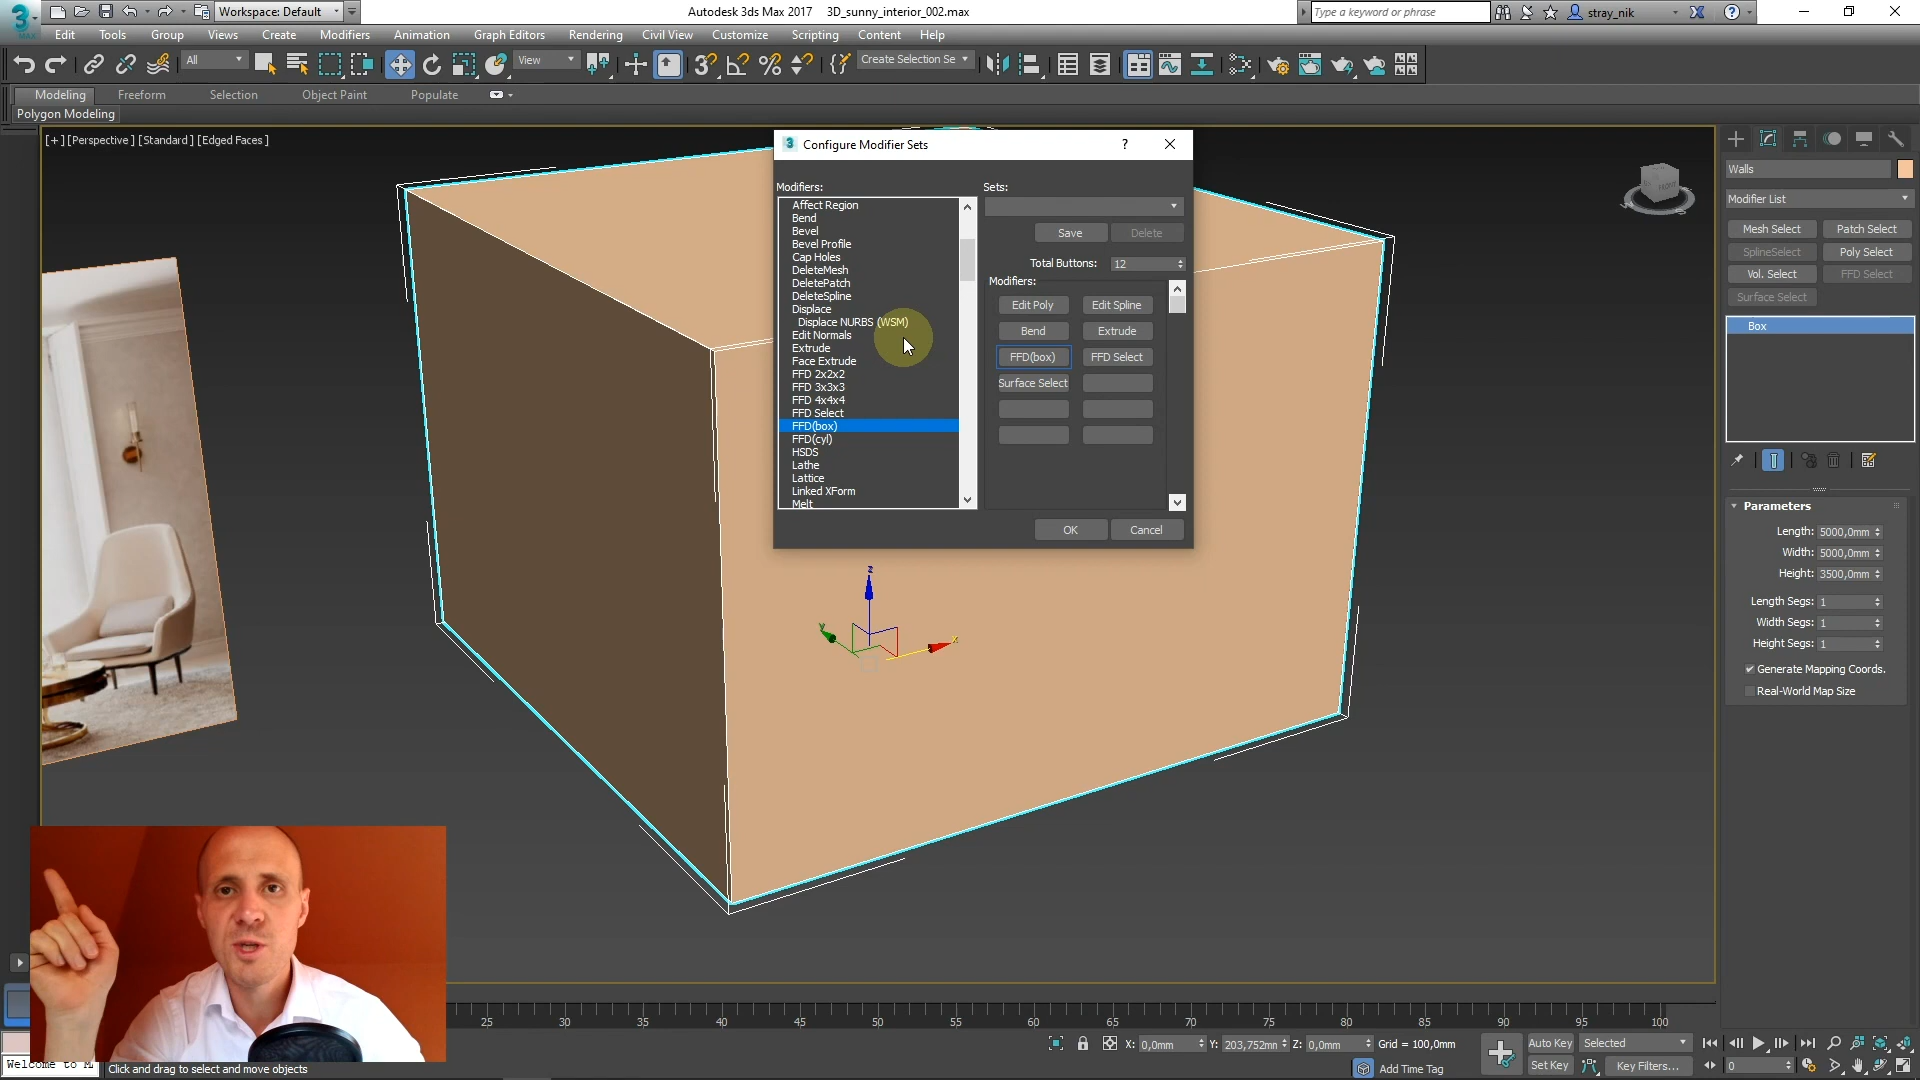 Workspace: Default
Autodesk 3ds Max 2017    3D_sunny_interior_002.max
Type a keyword or phrase
stray_nik
Edit Tools Group Views Create Modifiers Animation Graph Editors Rendering Civil View Customize Scripting Content Help
All View Create Selection Se
Modeling Freeform Selection Object Paint Populate
Polygon Modeling
[+] [Perspective ] [Standard ] [Edged Faces ]
Configure Modifier Sets
Modifiers:
Affect Region
Bend
Bevel
Bevel Profile
Cap Holes
DeleteMesh
DeletePatch
DeleteSpline
Displace
Displace NURBS (WSM)
Edit Normals
Extrude
Face Extrude
FFD 2x2x2
FFD 3x3x3
FFD 4x4x4
FFD Select
FFD(box)
FFD(cyl)
HSDS
Lathe
Lattice
Linked XForm
Melt
Sets:
Save Delete
Total Buttons: 12
Modifiers:
Edit Poly Edit Spline
Bend Extrude
FFD(box) FFD Select
Surface Select
OK Cancel
Walls
Modifier List
Mesh Select Patch Select
SplineSelect Poly Select
Vol. Select FFD Select
Surface Select
Box
Parameters
Length: 5000,0mm
Width: 5000,0mm
Height: 3500,0mm
Length Segs: 1
Width Segs: 1
Height Segs: 1
Generate Mapping Coords.
Real-World Map Size
z
y
x
25 30 35 40 45 50 55 60 65 70 75 80 85 90 95 100
X: 0,0mm Y: 203,752mm Z: 0,0mm Grid = 100,0mm
Auto Key Selected
Welcome to M
Click and drag to select and move objects
Add Time Tag
Set Key Key Filters... 0